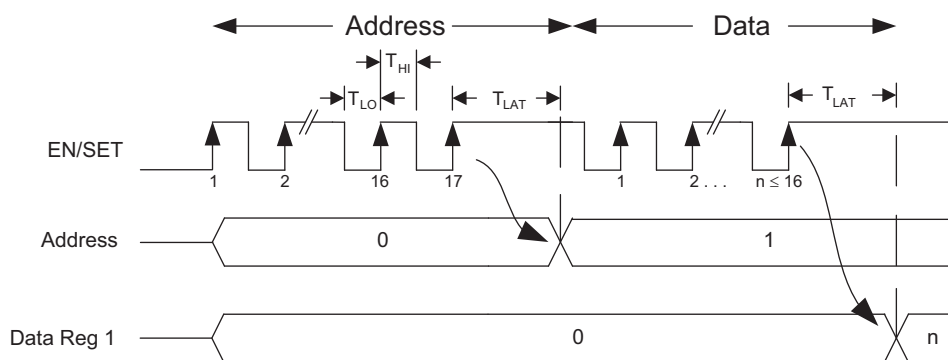 Address Data
T_HI
T_LO T_LAT T_LAT
EN/SET
1 2 16 17 1 2 . . . n ≤ 16
Address 0 1
Data Reg 1 0 n